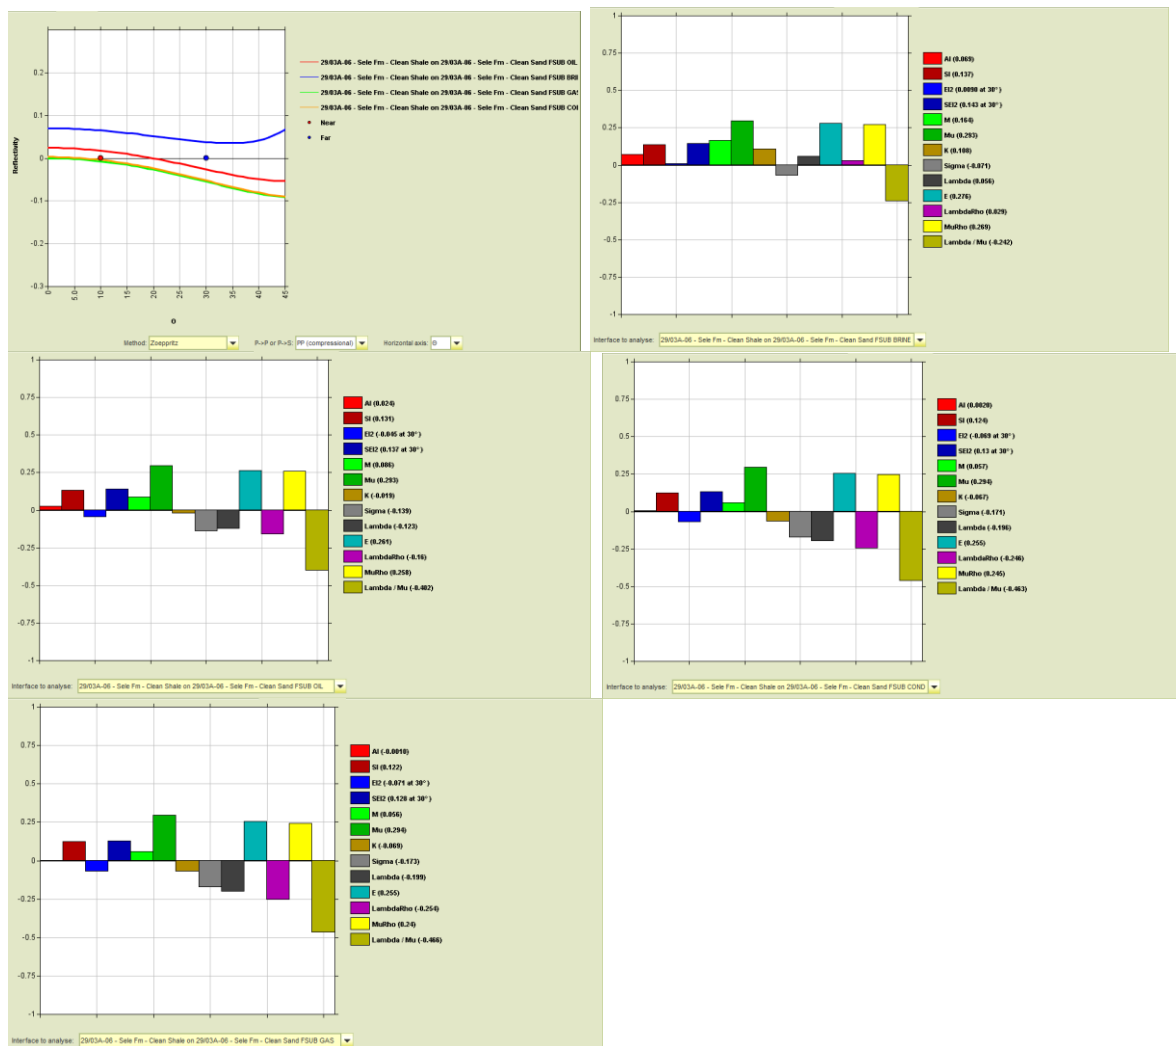 0.2
0.1
0
-0.1
-0.2
-0.3
Reflectivity
0
5.0
10
15
20
25
30
35
40
45
Θ
29/03A-06 - Sele Fm - Clean Shale on 29/03A-06 - Sele Fm - Clean Sand FSUB OIL
29/03A-06 - Sele Fm - Clean Shale on 29/03A-06 - Sele Fm - Clean Sand FSUB BRI
29/03A-06 - Sele Fm - Clean Shale on 29/03A-06 - Sele Fm - Clean Sand FSUB GAS
29/03A-06 - Sele Fm - Clean Shale on 29/03A-06 - Sele Fm - Clean Sand FSUB COI
Near
Far
Method: Zoeppritz P->P or P->S: PP (compressional) Horizontal axis: Θ
1
0.75
0.5
0.25
0
-0.25
-0.5
-0.75
-1
AI (0.069)
SI (0.137)
EI2 (0.0090 at 30°)
SEI2 (0.143 at 30°)
M (0.164)
Mu (0.293)
K (0.108)
Sigma (-0.071)
Lambda (0.056)
E (0.276)
LambdaRho (0.029)
MuRho (0.269)
Lambda / Mu (-0.242)
Interface to analyse: 29/03A-06 - Sele Fm - Clean Shale on 29/03A-06 - Sele Fm - Clean Sand FSUB BRINE
1
0.75
0.5
0.25
0
-0.25
-0.5
-0.75
-1
AI (0.024)
SI (0.131)
EI2 (-0.045 at 30°)
SEI2 (0.137 at 30°)
M (0.086)
Mu (0.293)
K (-0.019)
Sigma (-0.139)
Lambda (-0.123)
E (0.261)
LambdaRho (-0.16)
MuRho (0.258)
Lambda / Mu (-0.402)
Interface to analyse: 29/03A-06 - Sele Fm - Clean Shale on 29/03A-06 - Sele Fm - Clean Sand FSUB OIL
1
0.75
0.5
0.25
0
-0.25
-0.5
-0.75
-1
AI (0.0020)
SI (0.124)
EI2 (-0.069 at 30°)
SEI2 (0.13 at 30°)
M (0.057)
Mu (0.294)
K (-0.067)
Sigma (-0.171)
Lambda (-0.196)
E (0.255)
LambdaRho (-0.246)
MuRho (0.245)
Lambda / Mu (-0.463)
Interface to analyse: 29/03A-06 - Sele Fm - Clean Shale on 29/03A-06 - Sele Fm - Clean Sand FSUB COND
1
0.75
0.5
0.25
0
-0.25
-0.5
-0.75
-1
AI (-0.0010)
SI (0.122)
EI2 (-0.071 at 30°)
SEI2 (0.128 at 30°)
M (0.056)
Mu (0.294)
K (-0.069)
Sigma (-0.173)
Lambda (-0.199)
E (0.255)
LambdaRho (-0.254)
MuRho (0.24)
Lambda / Mu (-0.466)
Interface to analyse: 29/03A-06 - Sele Fm - Clean Shale on 29/03A-06 - Sele Fm - Clean Sand FSUB GAS